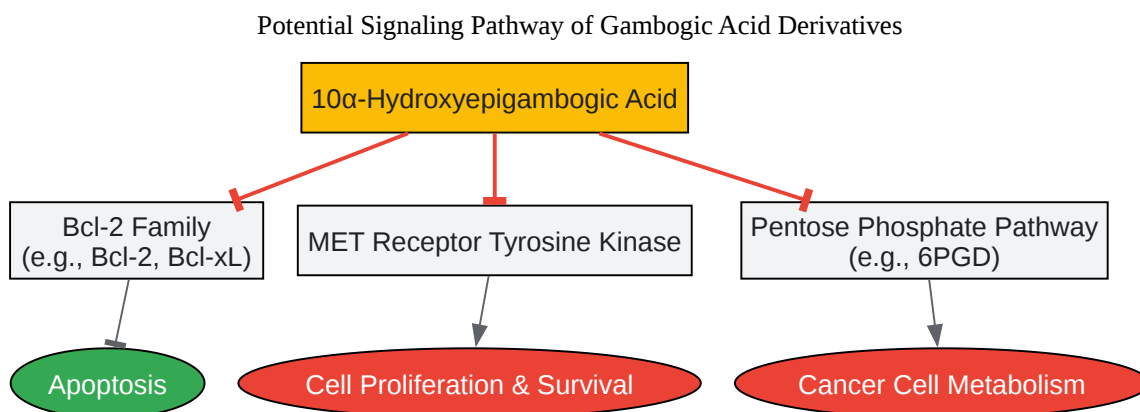 Potential Signaling Pathway of Gambogic Acid Derivatives
10α-Hydroxyepigambogic Acid
Bcl-2 Family
(e.g., Bcl-2, Bcl-xL)
MET Receptor Tyrosine Kinase
Pentose Phosphate Pathway
(e.g., 6PGD)
Apoptosis
Cell Proliferation & Survival
Cancer Cell Metabolism